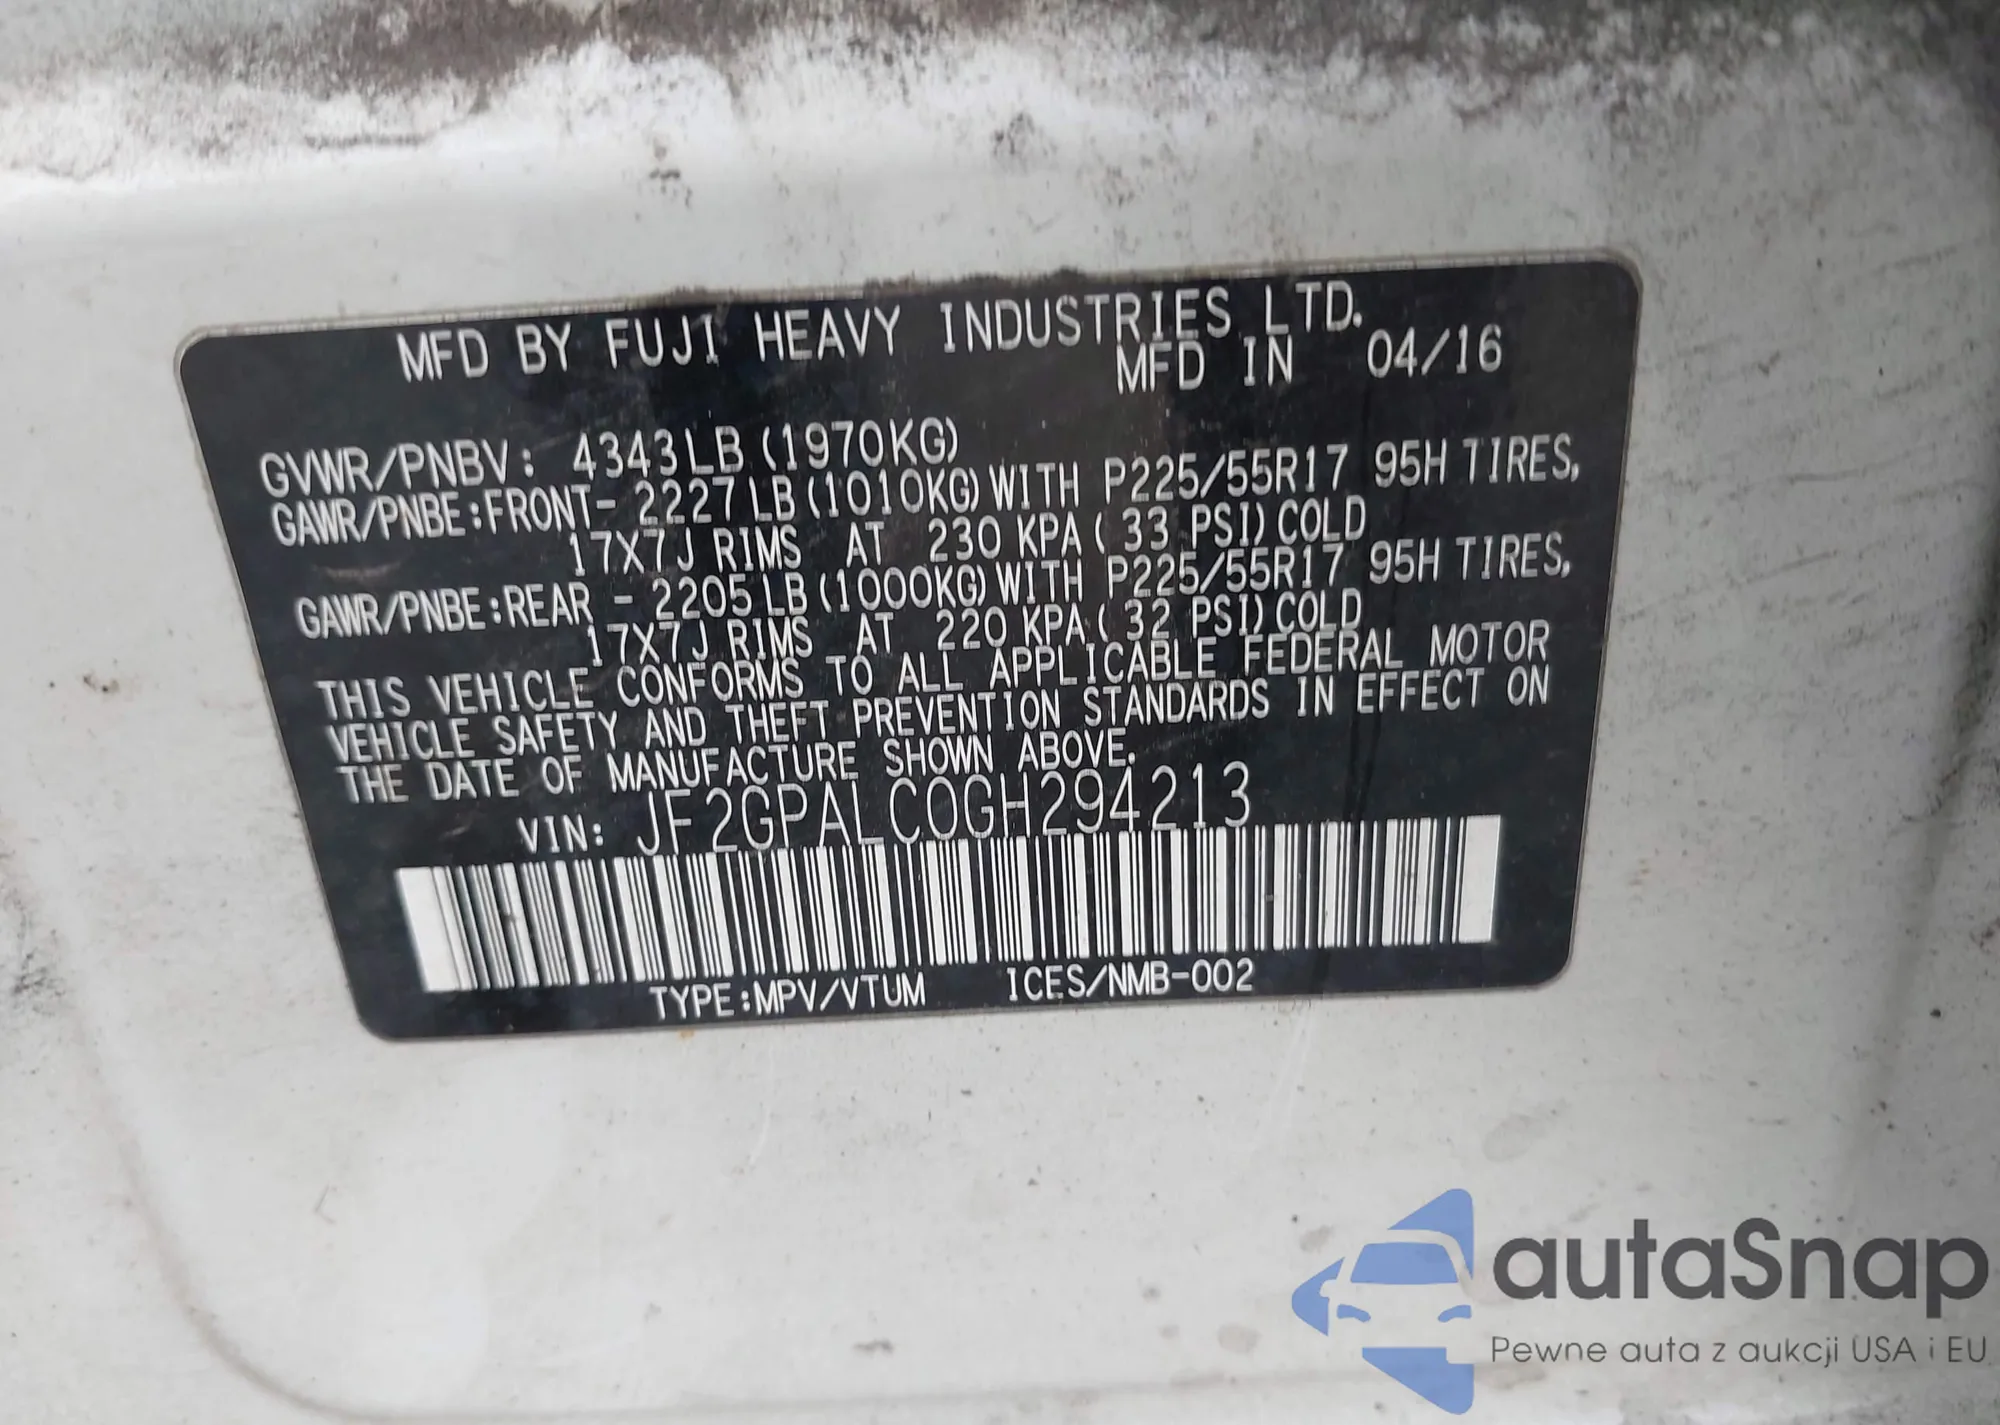 MFD BY FUJI HEAVY INDUSTRIES LTD.
MFD IN 04/16
GVWR/PNBV: 4343LB (1970KG)
GAWR/PNBE:FRONT- 2227LB(1010KG)WITH P225/55R17 95H TIRES,
17X7J RIMS AT 230 KPA( 33 PSI)COLD
GAWR/PNBE:REAR - 2205LB(1000KG)WITH P225/55R17 95H TIRES,
17X7J RIMS AT 220 KPA( 32 PSI)COLD
THIS VEHICLE CONFORMS TO ALL APPLICABLE FEDERAL MOTOR
VEHICLE SAFETY AND THEFT PREVENTION STANDARDS IN EFFECT ON
THE DATE OF MANUFACTURE SHOWN ABOVE.
VIN: JF2GPALC0GH294213
TYPE:MPV/VTUM ICES/NMB-002
autaSnap
Pewne auta z aukcji USA i EU